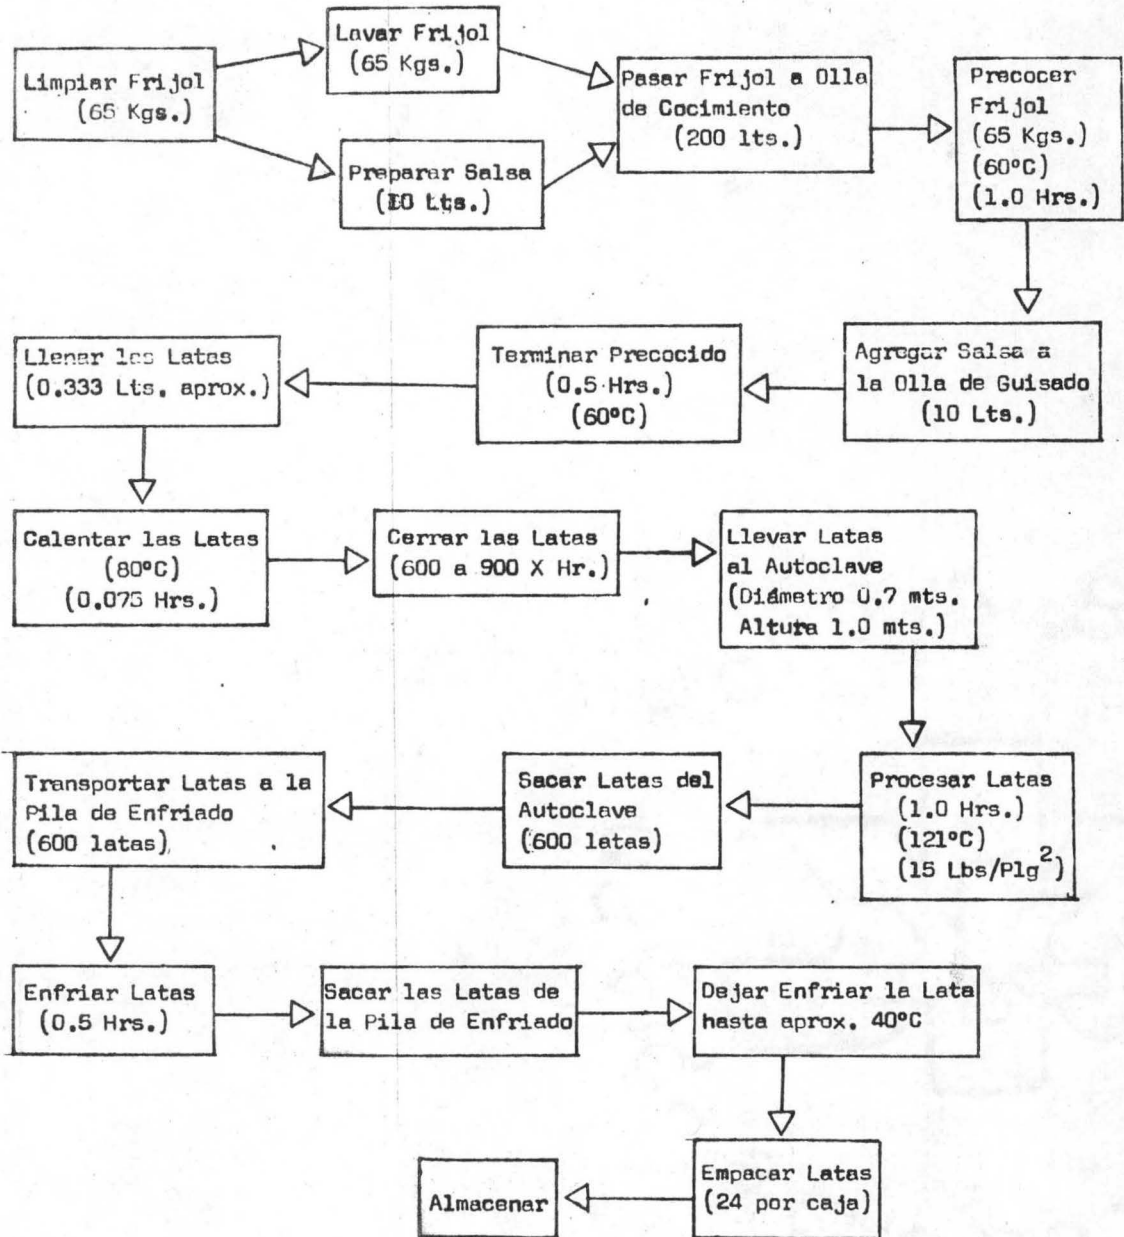 Limpiar Frijol
(65 Kgs.)
Lavar Frijol
(65 Kgs.)
Preparar Salsa
(10 Lts.)
Pasar Frijol a Olla
de Cocimiento
(200 lts.)
Precocer
Frijol
(65 Kgs.)
(60°C)
(1.0 Hrs.)
Agregar Salsa a
la Olla de Guisado
(10 Lts.)
Terminar Precocido
(0.5 Hrs.)
(60°C)
Llenar las Latas
(0.333 Lts. aprox.)
Calentar las Latas
(80°C)
(0.075 Hrs.)
Cerrar las Latas
(600 a 900 X Hr.)
Llevar Latas
al Autoclave
(Diámetro 0.7 mts.
Altura 1.0 mts.)
Procesar Latas
(1.0 Hrs.)
(121°C)
(15 Lbs/Plg²)
Sacar Latas del
Autoclave
(600 latas)
Transportar Latas a la
Pila de Enfriado
(600 latas)
Enfriar Latas
(0.5 Hrs.)
Sacar las Latas de
la Pila de Enfriado
Dejar Enfriar la Lata
hasta aprox. 40°C
Empacar Latas
(24 por caja)
Almacenar